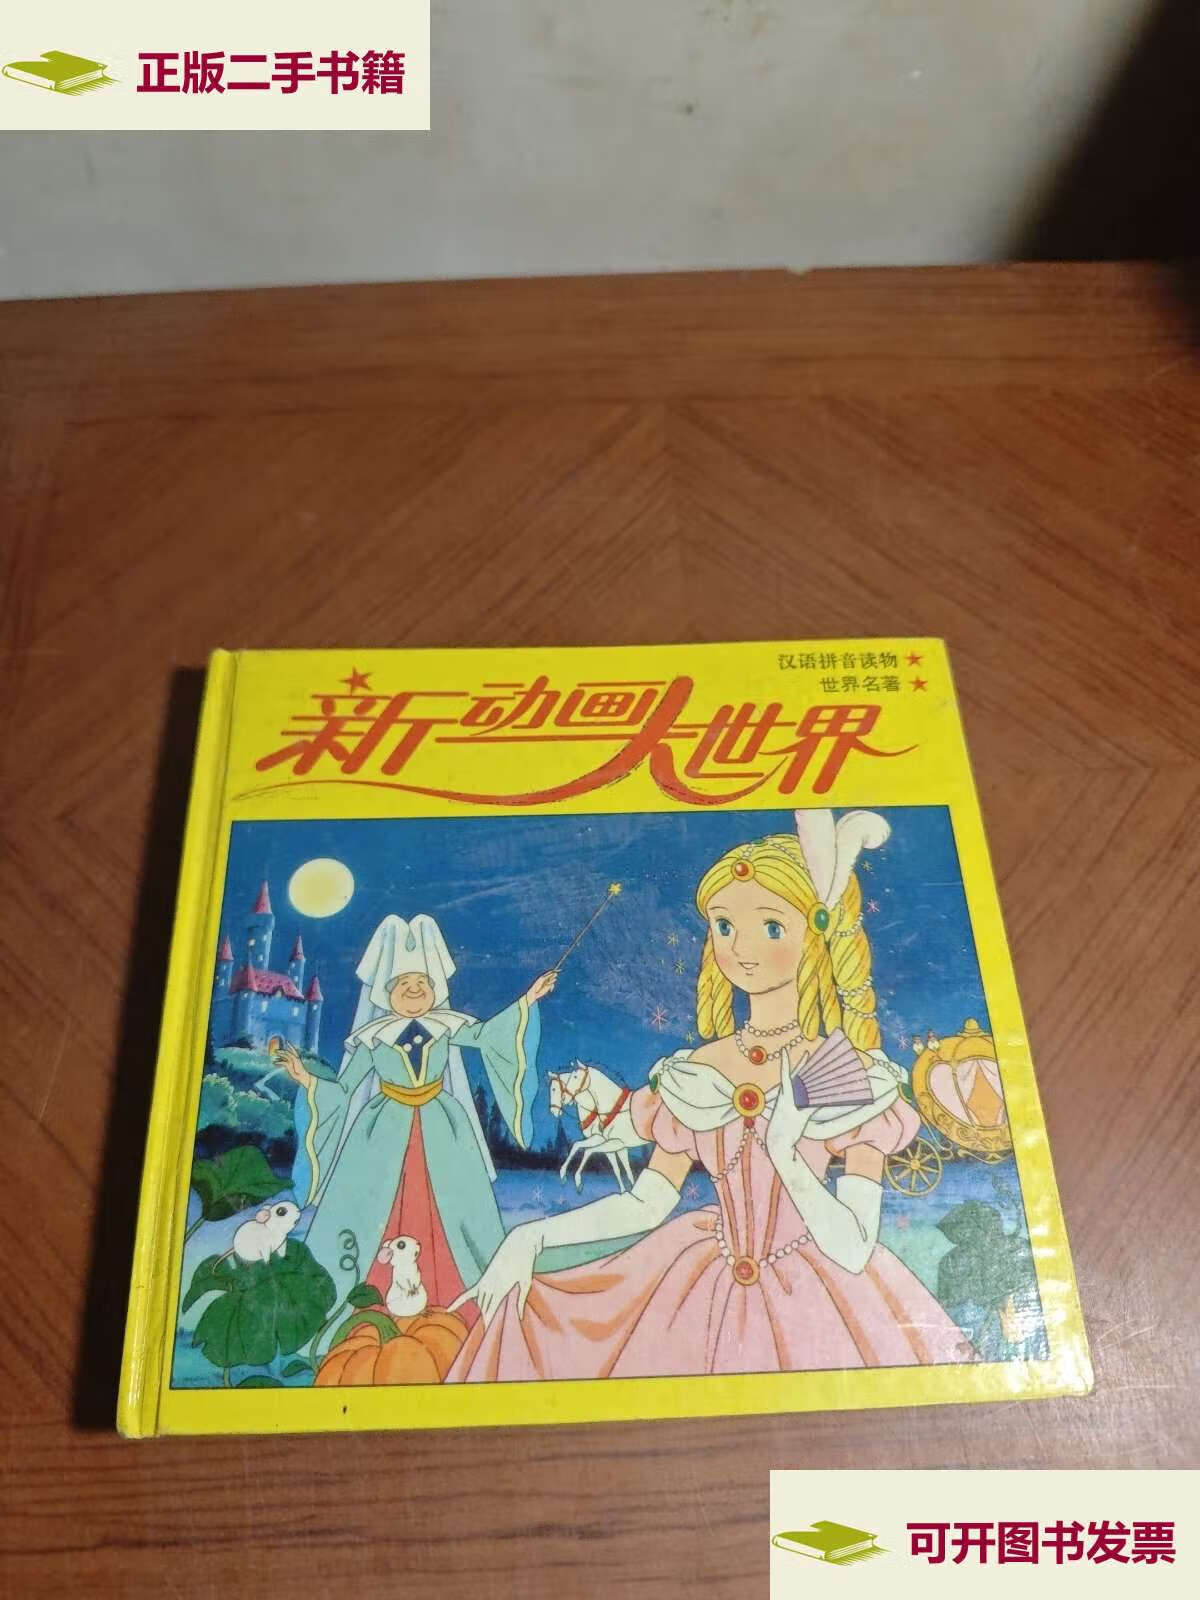 正版二手书籍
汉语拼音读物
世界名著
新动画大世界
可开图书发票